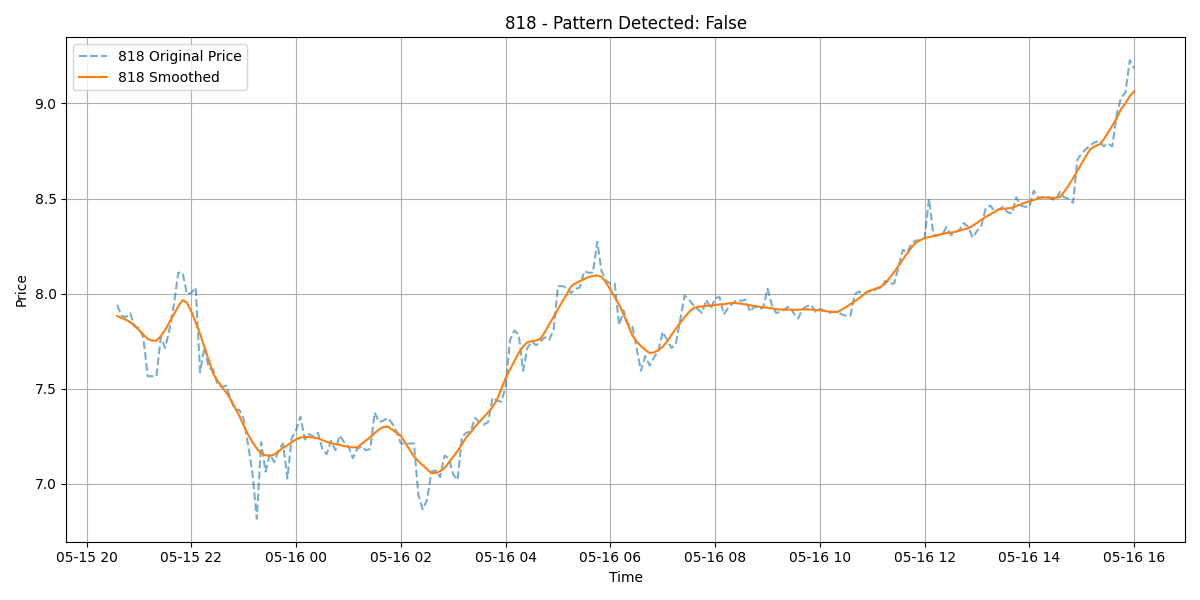 818 - Pattern Detected: False
818 Original Price
818 Smoothed
Price
9.0
8.5
8.0
7.5
7.0
05-15 20 05-15 22 05-16 00 05-16 02 05-16 04 05-16 06 05-16 08 05-16 10 05-16 12 05-16 14 05-16 16
Time